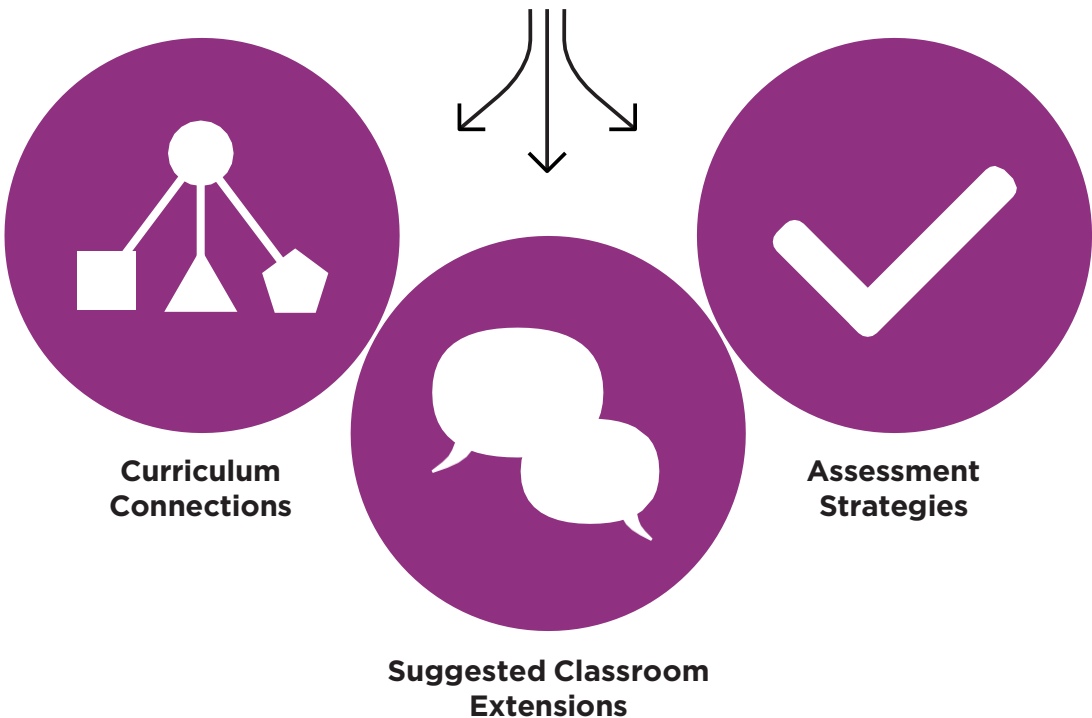 Curriculum
Connections
Assessment
Strategies
Suggested Classroom
Extensions